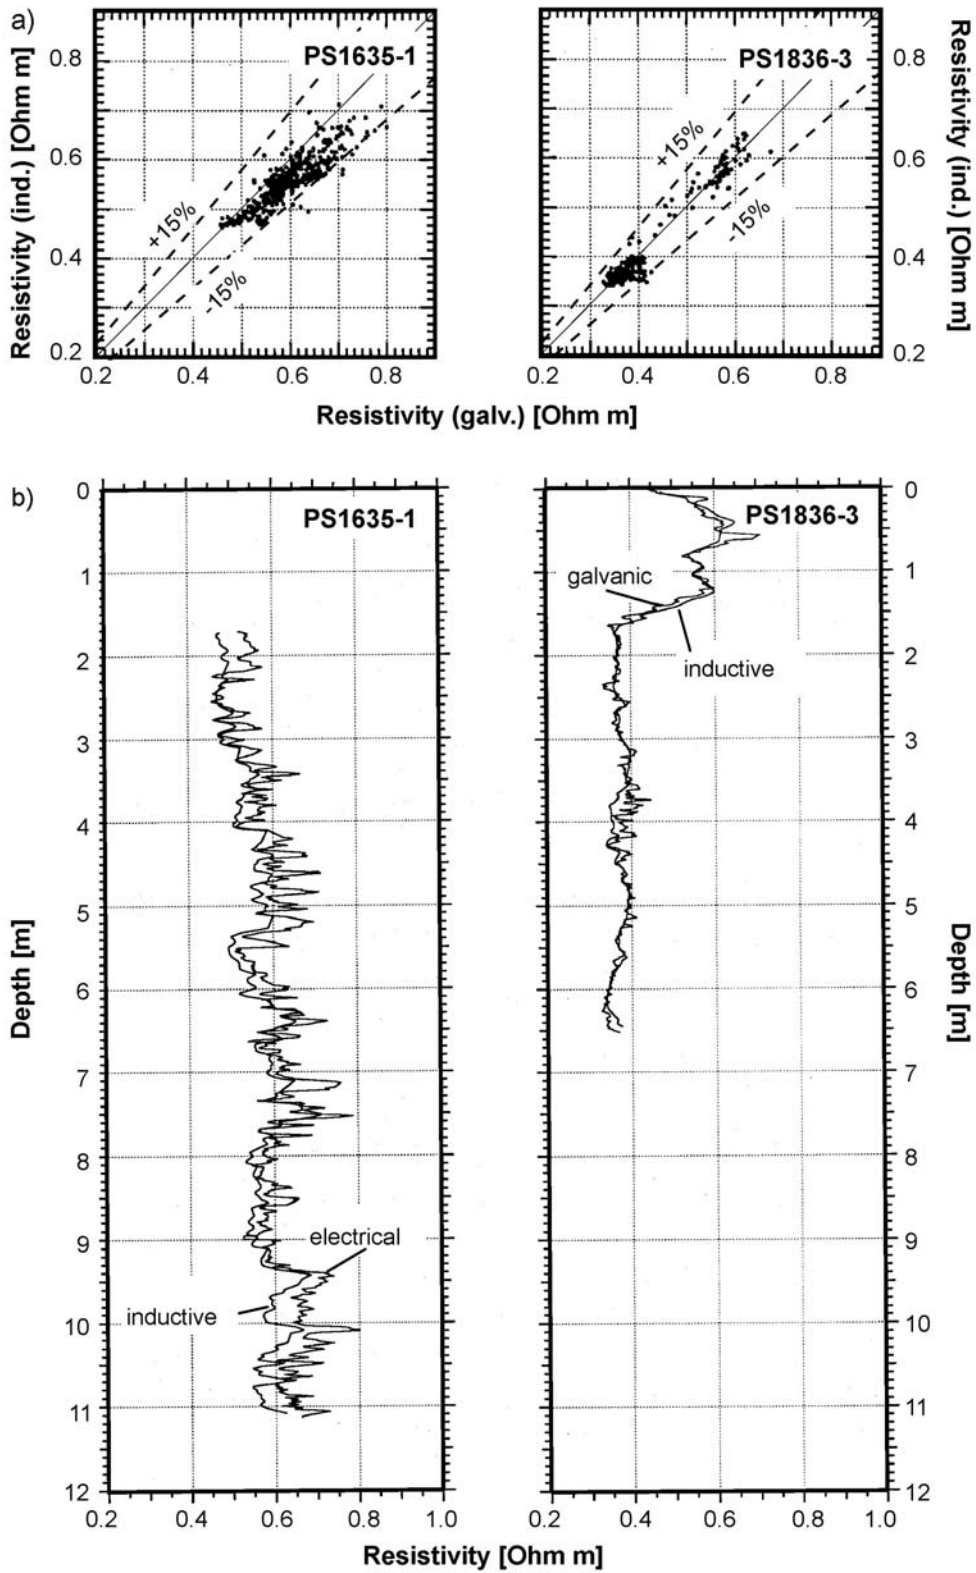 a)
PS1635-1
PS1836-3
Resistivity (ind.) [Ohm m]
0.8
0.6
0.4
0.2
+15%
-15%
0.2 0.4 0.6 0.8
+15%
-15%
0.2 0.4 0.6 0.8
0.8
0.6
0.4
0.2
Resistivity (ind.) [Ohm m]
Resistivity (galv.) [Ohm m]
b)
PS1635-1
0
1
2
3
4
5
6
7
8
9
10
11
12
Depth [m]
electrical
inductive
0.2 0.4 0.6 0.8 1.0
PS1836-3
galvanic
inductive
0
1
2
3
4
5
6
7
8
9
10
11
12
Depth [m]
0.2 0.4 0.6 0.8 1.0
Resistivity [Ohm m]